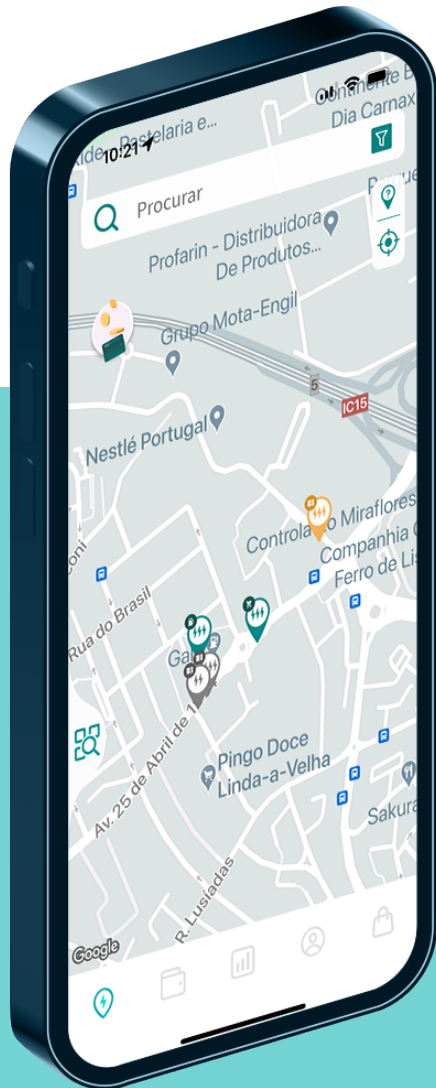 10:21
Pastelaria e...
Dia Carnax
Procurar
Profarin - Distribuidora
De Produtos...
Grupo Mota-Engil
5
IC15
Nestlé Portugal
Miraflores
Companhia
Ferro de Lis
Rua do Brasil
Av. 25 de Abril de 1
Pingo Doce
Linda-a-Velha
Sakura
R. Lusíadas
Google